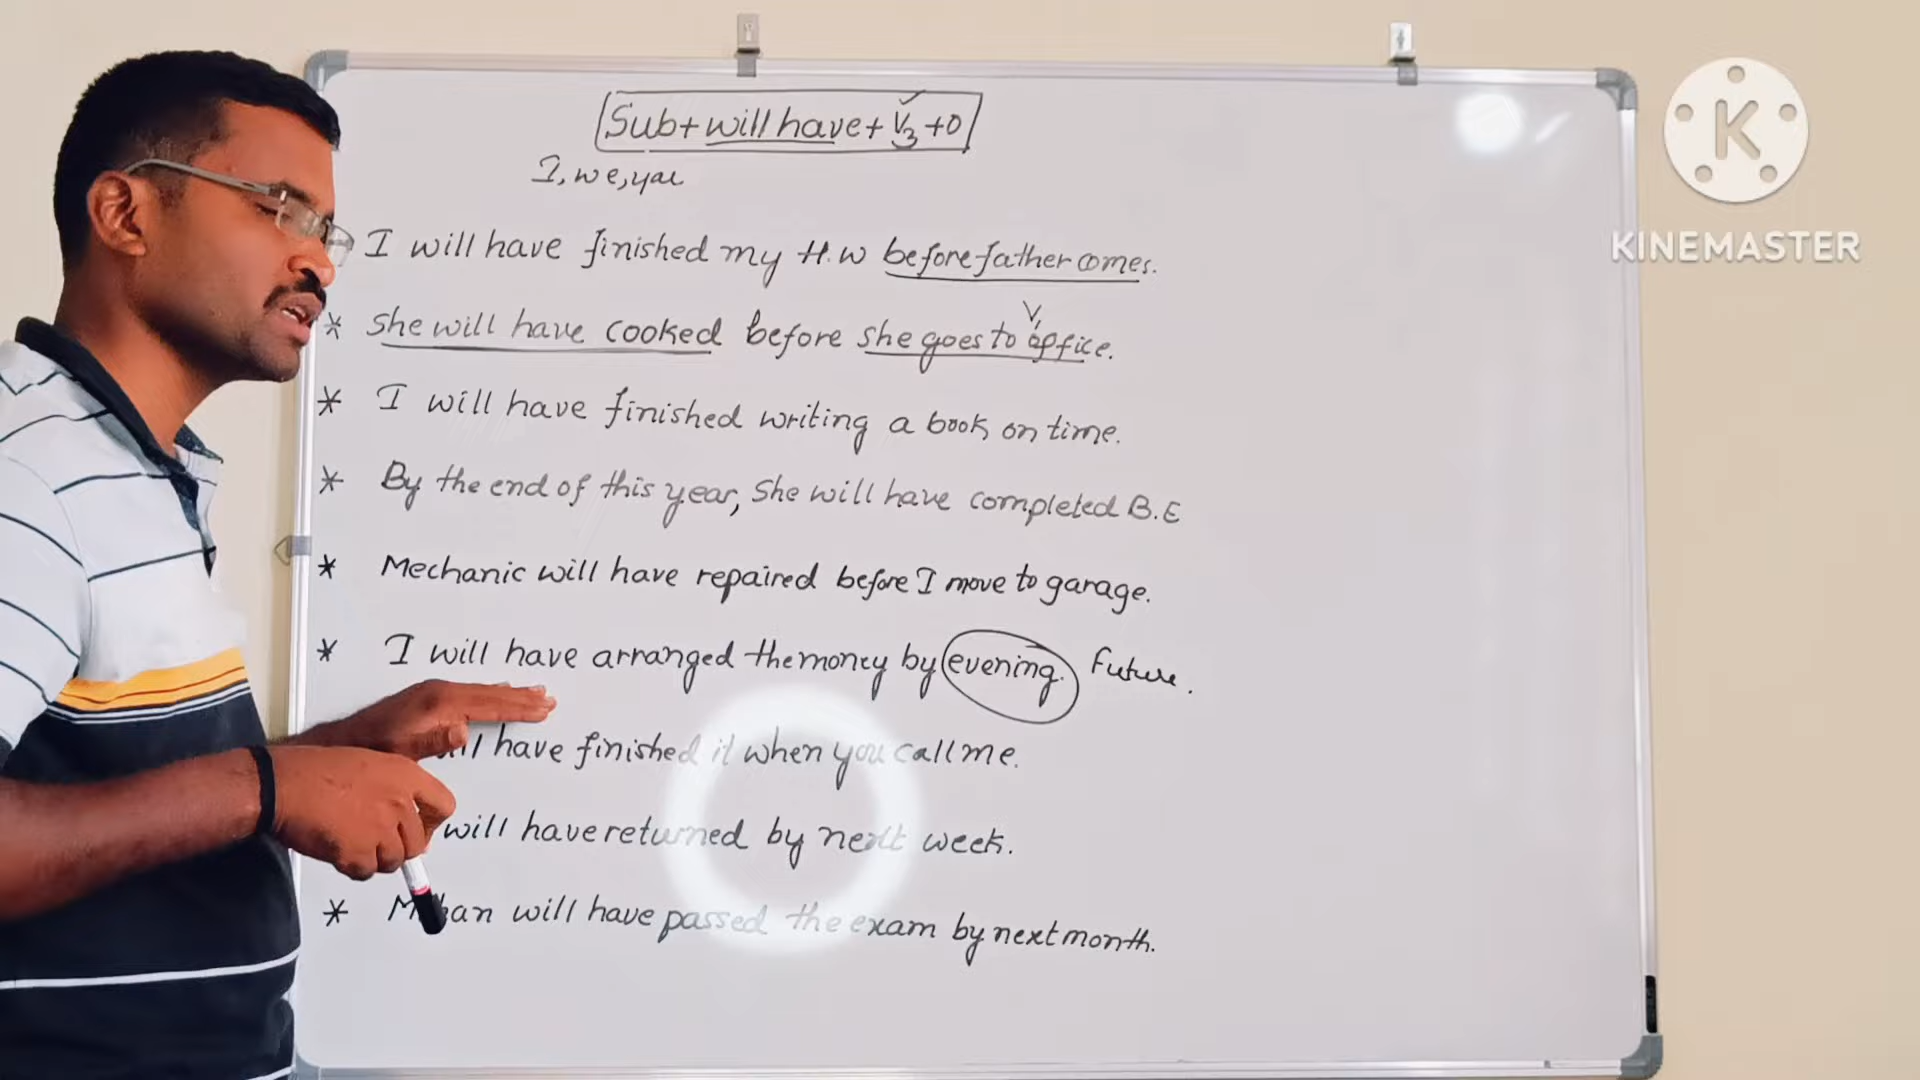 Sub + will have + V3 + O
I, we, you
I will have finished my H.W before father comes.
V1
* She will have cooked before she goes to office.
* I will have finished writing a book on time.
* By the end of this year, She will have completed B.E
* Mechanic will have repaired before I move to garage.
* I will have arranged the money by evening. Future.
will have finished it when you call me.
will have returned by next week.
* will have passed the exam by next month.
K
KINEMASTER